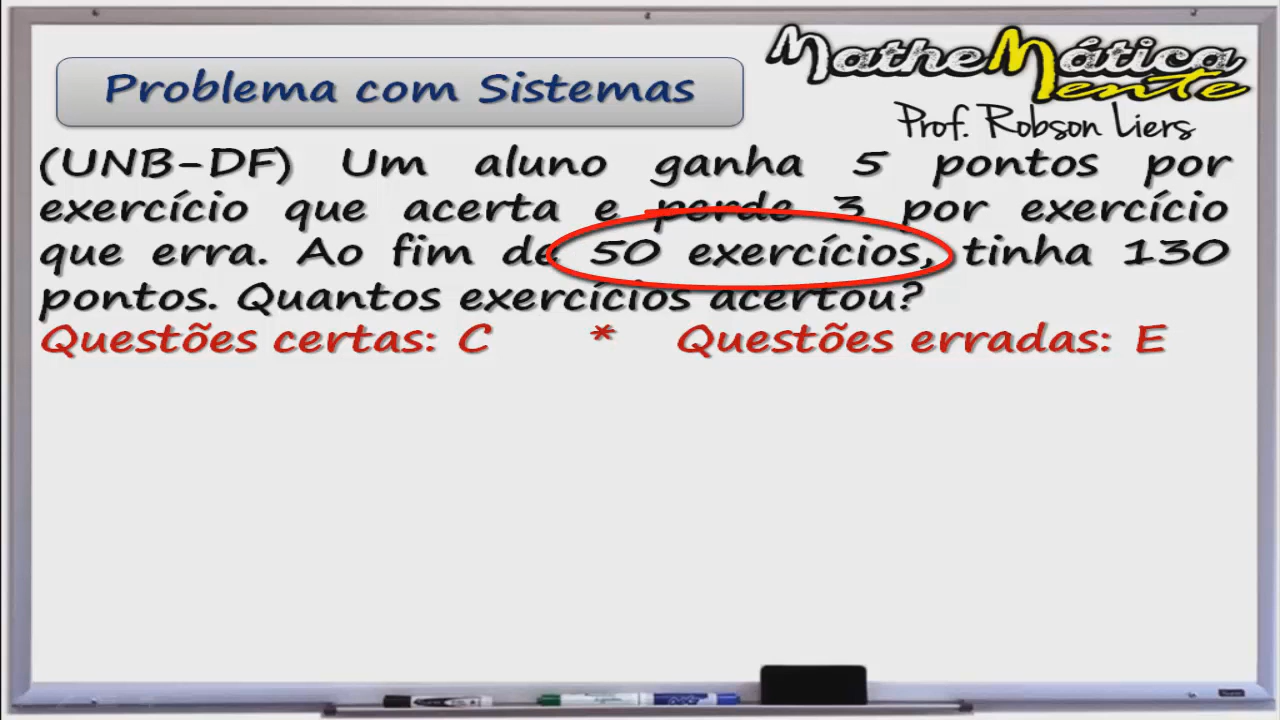 MatheMática
Mente
Problema com Sistemas
Prof. Robson Liers
(UNB-DF) Um aluno ganha 5 pontos por
exercício que acerta e perde 3 por exercício
que erra. Ao fim de 50 exercícios, tinha 130
pontos. Quantos exercícios acertou?
Questões certas: C * Questões erradas: E